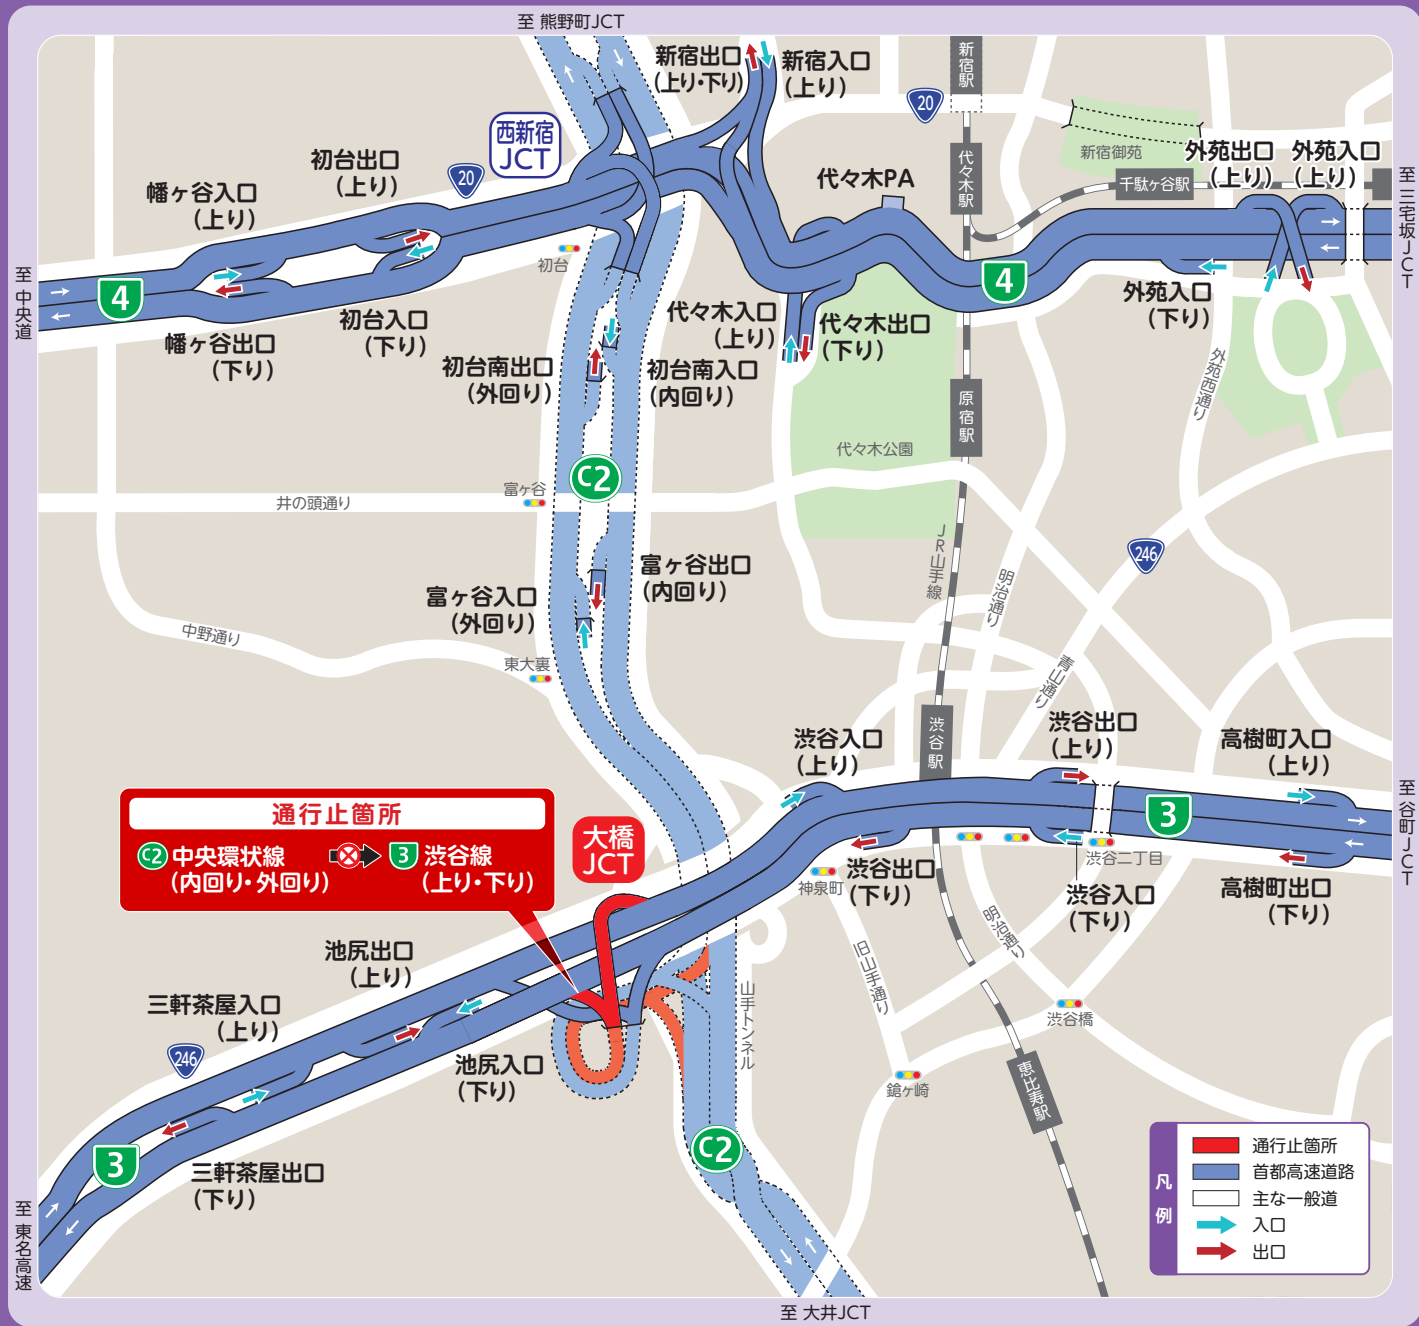 至 熊野町JCT
新宿出口
(上り・下り)
新宿入口
(上り)
新宿駅
20
新宿御苑
西新宿
JCT
初台出口
(上り)
20
幡ヶ谷入口
(上り)
代々木PA
代々木駅
千駄ヶ谷駅
外苑出口
(上り)
外苑入口
(上り)
至 三宅坂JCT
至 中央道
4
初台
4
外苑入口
(下り)
幡ヶ谷出口
(下り)
初台入口
(下り)
代々木入口
(上り)
代々木出口
(下り)
初台南出口
(外回り)
初台南入口
(内回り)
外苑西通り
原宿駅
代々木公園
C2
富ヶ谷
井の頭通り
JR山手線
246
明治通り
富ヶ谷出口
(内回り)
富ヶ谷入口
(外回り)
中野通り
東大裏
青山通り
渋谷駅
渋谷入口
(上り)
渋谷出口
(上り)
高樹町入口
(上り)
至 谷町JCT
3
通行止箇所
C2 中央環状線
(内回り・外回り)
3 渋谷線
(上り・下り)
大橋
JCT
神泉町
渋谷出口
(下り)
渋谷二丁目
渋谷入口
(下り)
高樹町出口
(下り)
明治通り
旧山手通り
池尻出口
(上り)
三軒茶屋入口
(上り)
246
山手トンネル
渋谷橋
池尻入口
(下り)
鎗ヶ崎
恵比寿駅
3
三軒茶屋出口
(下り)
C2
至 東名高速
凡例
通行止箇所
首都高速道路
主な一般道
入口
出口
至 大井JCT